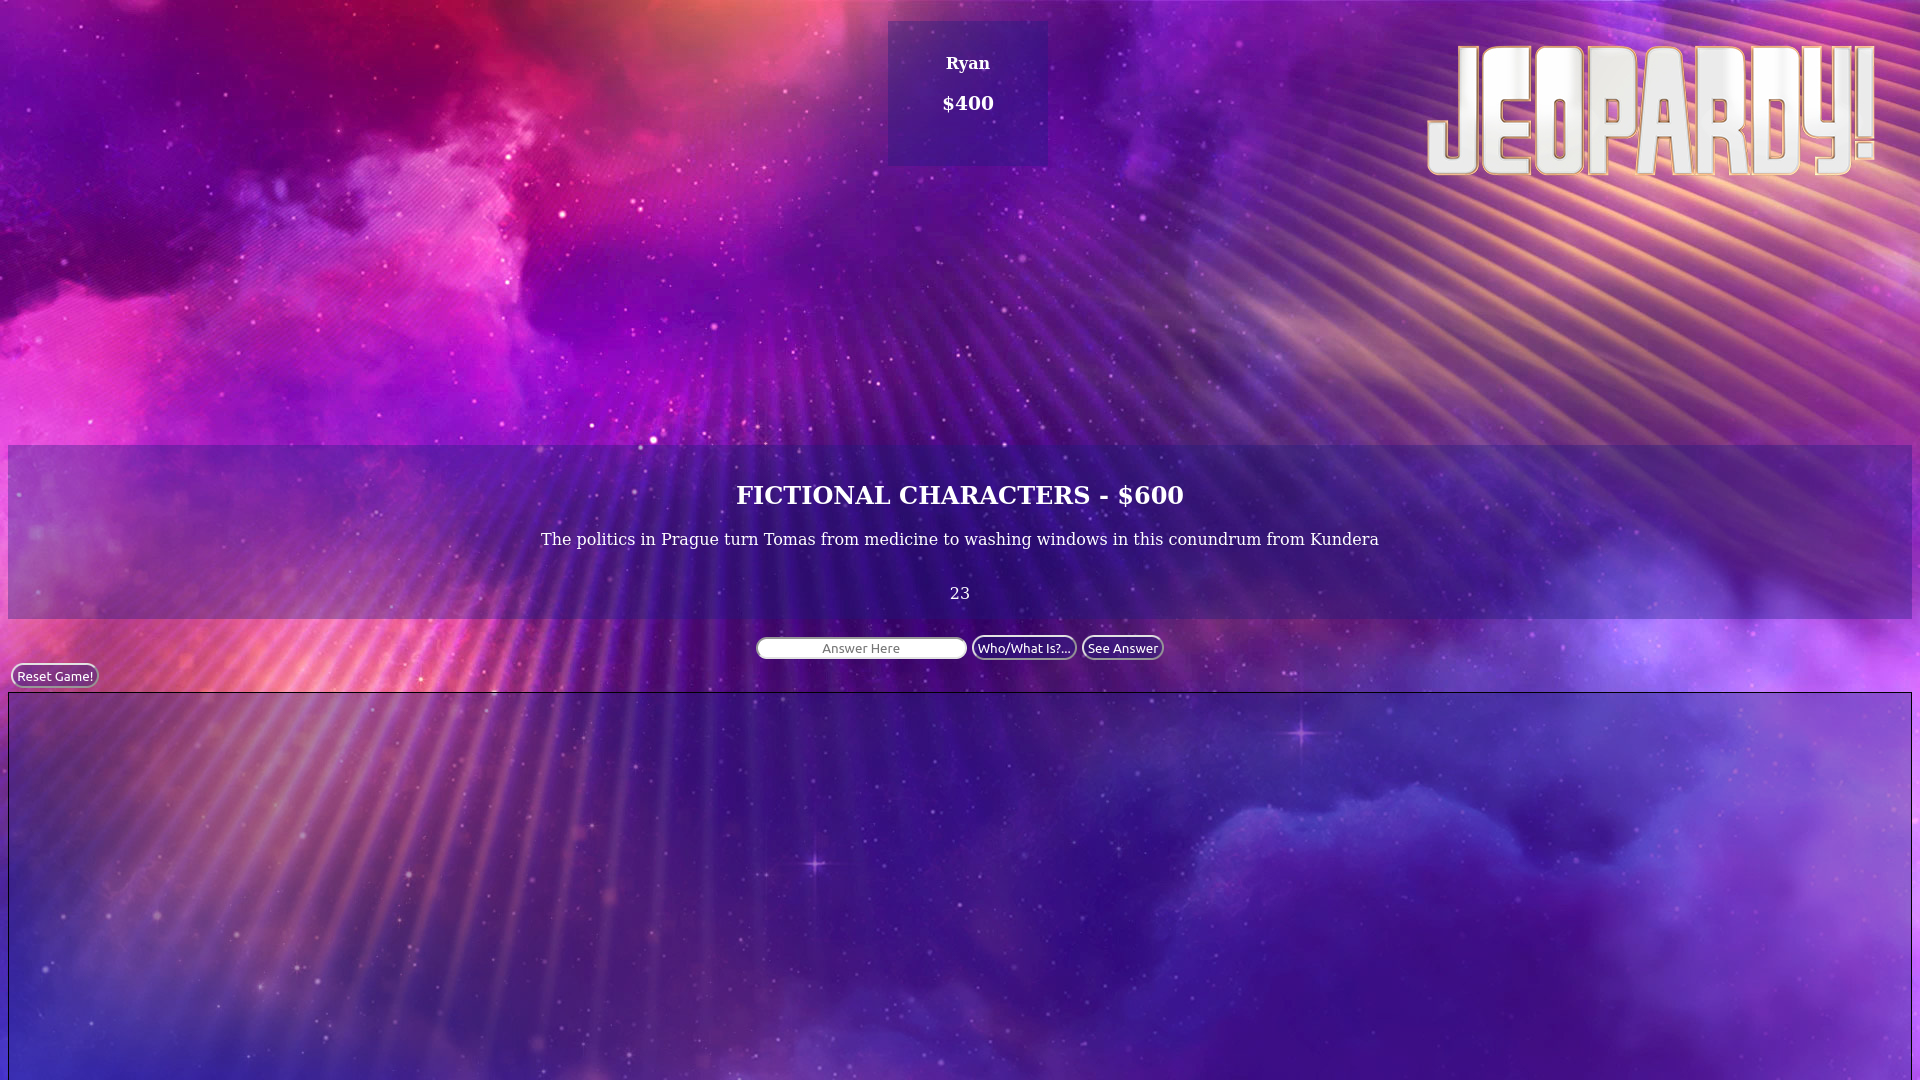 Ryan
$400
JEOPARDY!
FICTIONAL CHARACTERS - $600
The politics in Prague turn Tomas from medicine to washing windows in this conundrum from Kundera
23
Answer Here
Who/What Is?...
See Answer
Reset Game!